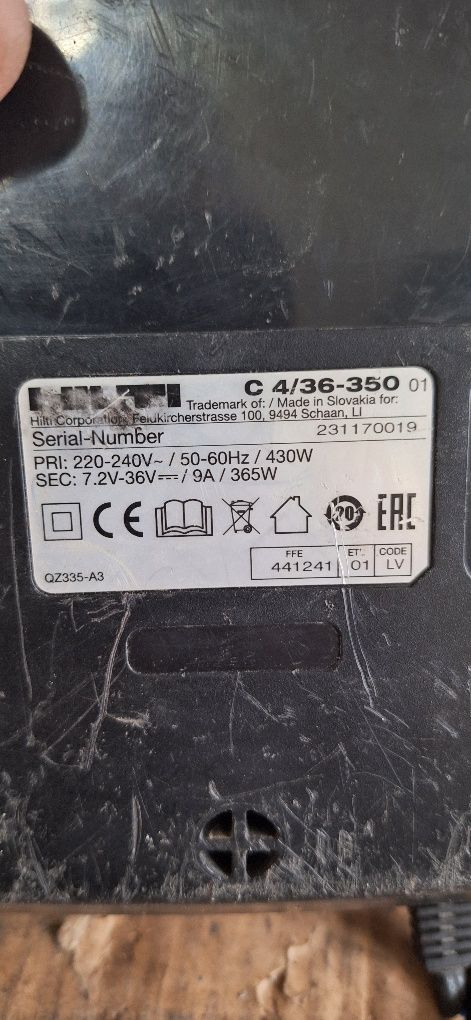 C 4/36-350 01
Trademark of: / Made in Slovakia for:
Hilti Corporation, Feldkircherstrasse 100, 9494 Schaan, LI
Serial-Number 231170019
PRI: 220-240V~ / 50-60Hz / 430W
SEC: 7.2V-36V⎓ / 9A / 365W
CE 20 EAC
FFE ET. CODE
441241 01 LV
QZ335-A3